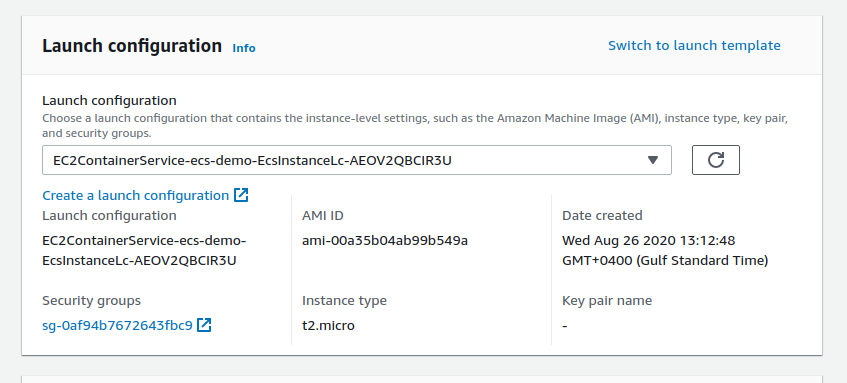 Launch configuration Info
Switch to launch template
Launch configuration
Choose a launch configuration that contains the instance-level settings, such as the Amazon Machine Image (AMI), instance type, key pair,
and security groups.
EC2ContainerService-ecs-demo-EcsInstanceLc-AEOV2QBCIR3U
Create a launch configuration
Launch configuration
EC2ContainerService-ecs-demo-
EcsInstanceLc-AEOV2QBCIR3U
AMI ID
ami-00a35b04ab99b549a
Date created
Wed Aug 26 2020 13:12:48
GMT+0400 (Gulf Standard Time)
Security groups
sg-0af94b7672643fbc9
Instance type
t2.micro
Key pair name
-